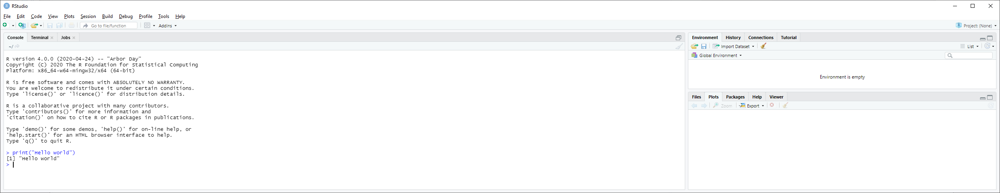 RStudio
File Edit Code View Plots Session Build Debug Profile Tools Help
Go to file/function Addins Project: (None)
Console Terminal Jobs
~/
R version 4.0.0 (2020-04-24) -- "Arbor Day"
Copyright (C) 2020 The R Foundation for Statistical Computing
Platform: x86_64-w64-mingw32/x64 (64-bit)
R is free software and comes with ABSOLUTELY NO WARRANTY.
You are welcome to redistribute it under certain conditions.
Type 'license()' or 'licence()' for distribution details.
R is a collaborative project with many contributors.
Type 'contributors()' for more information and
'citation()' on how to cite R or R packages in publications.
Type 'demo()' for some demos, 'help()' for on-line help, or
'help.start()' for an HTML browser interface to help.
Type 'q()' to quit R.
> print("Hello world")
[1] "Hello world"
>
Environment History Connections Tutorial
Import Dataset List
Global Environment
Environment is empty
Files Plots Packages Help Viewer
Zoom Export